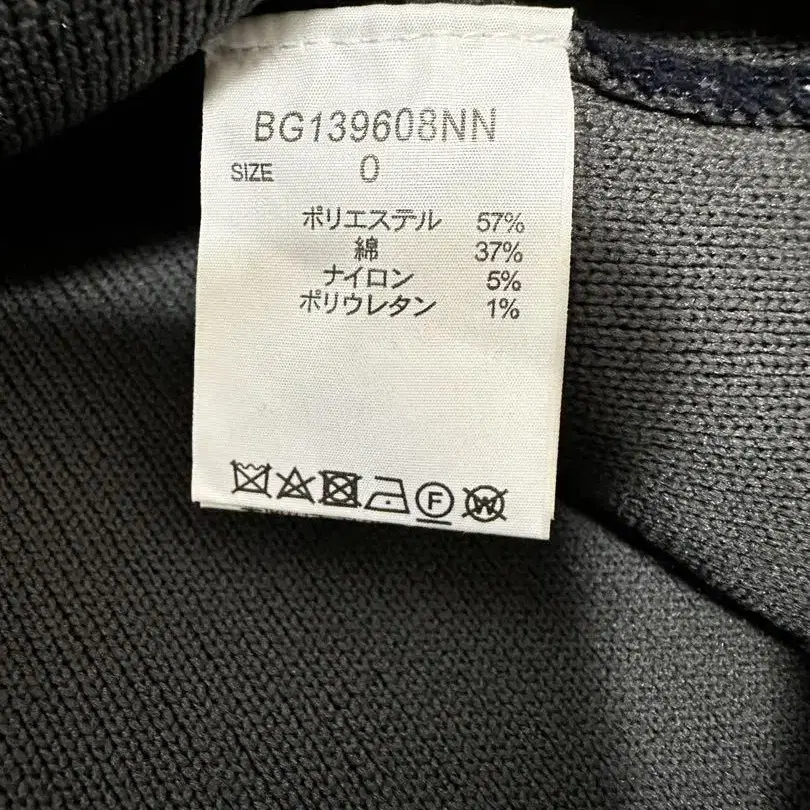 BG139608NN
SIZE 0
ポリエステル 57%
綿 37%
ナイロン 5%
ポリウレタン 1%
F W